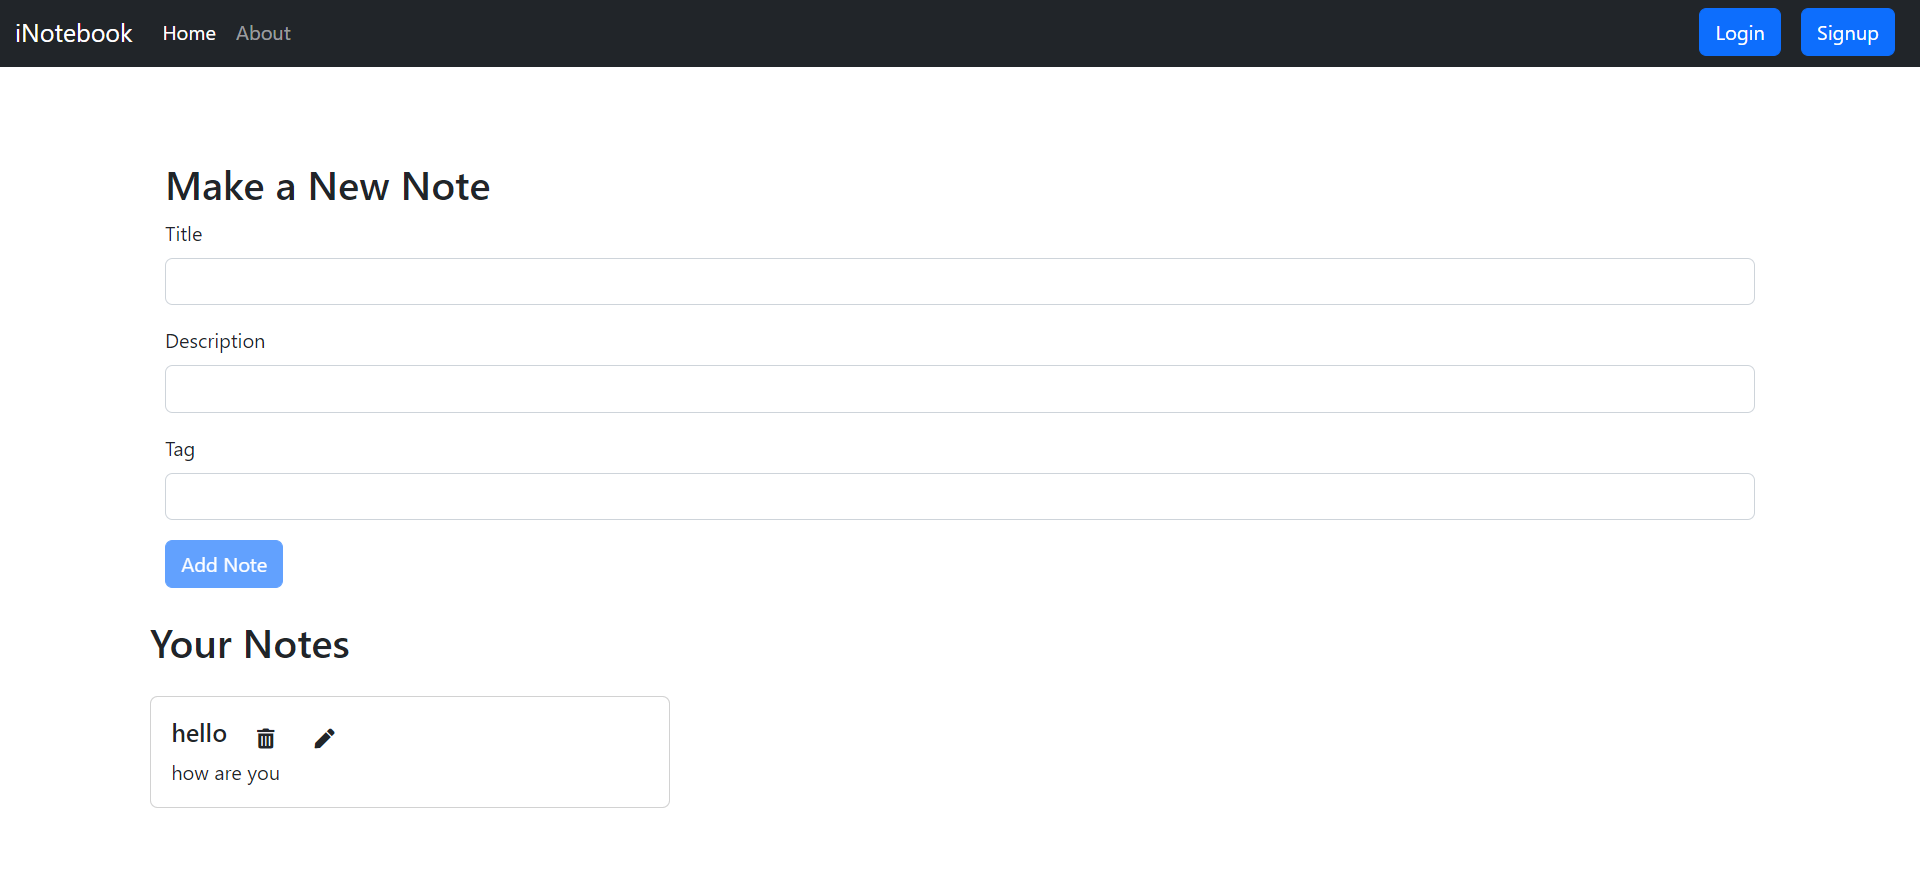 iNotebook Home About Login Signup
Make a New Note
Title
Description
Tag
Add Note
Your Notes
hello
how are you